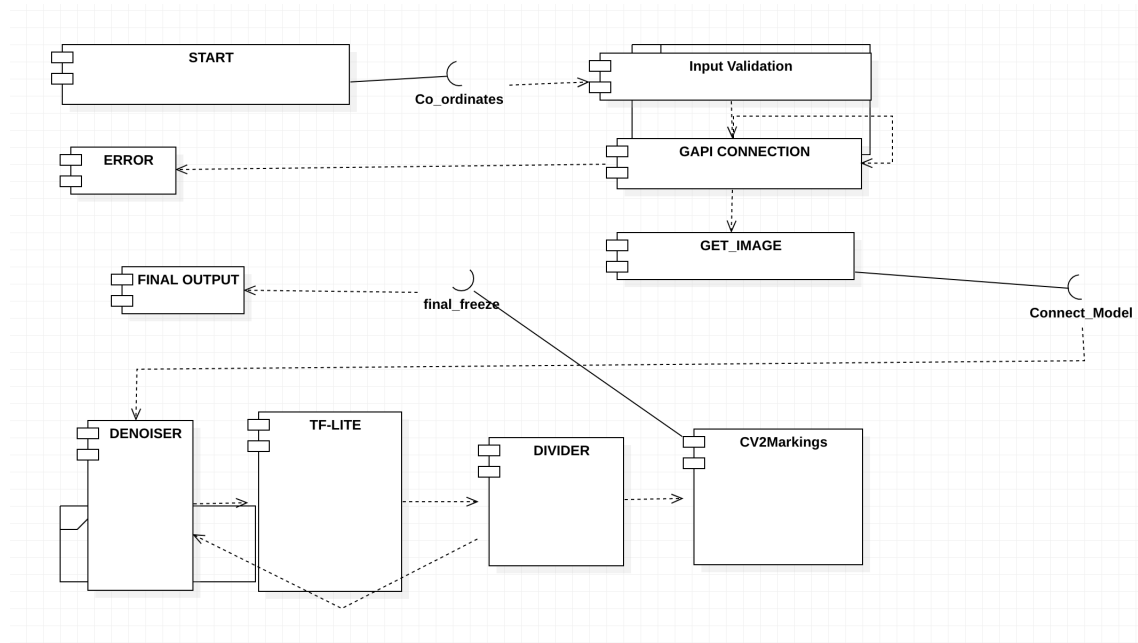 START
Input Validation
Co_ordinates
ERROR
GAPI CONNECTION
GET_IMAGE
FINAL OUTPUT
final_freeze
Connect_Model
DENOISER
TF-LITE
DIVIDER
CV2Markings